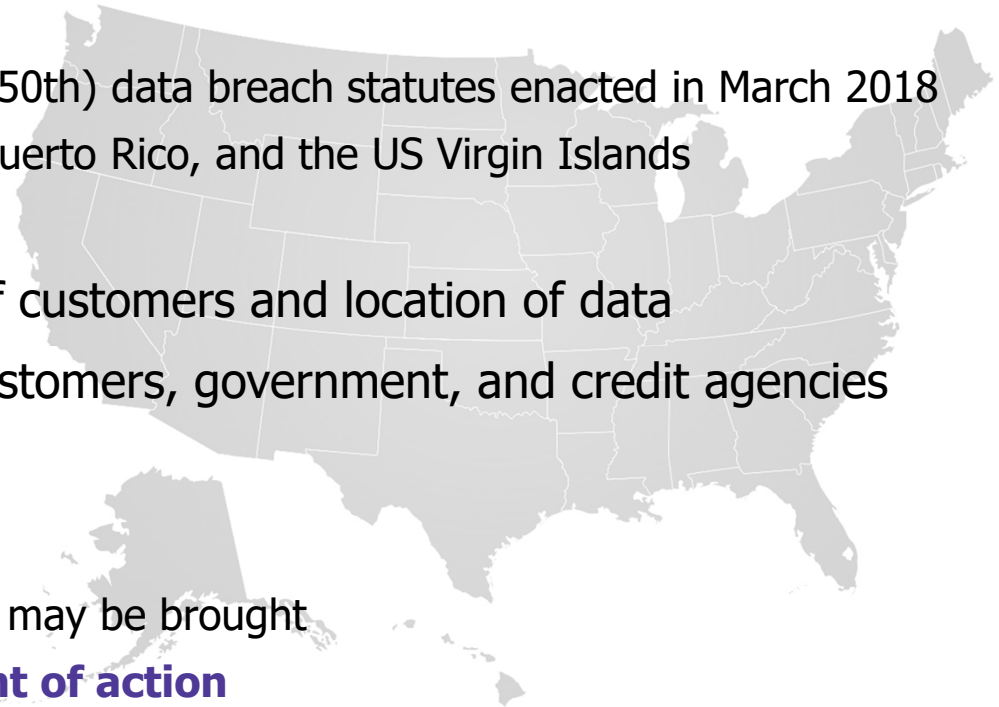 50th) data breach statutes enacted in March 2018
uerto Rico, and the US Virgin Islands
f customers and location of data
stomers, government, and credit agencies
may be brought
nt of action